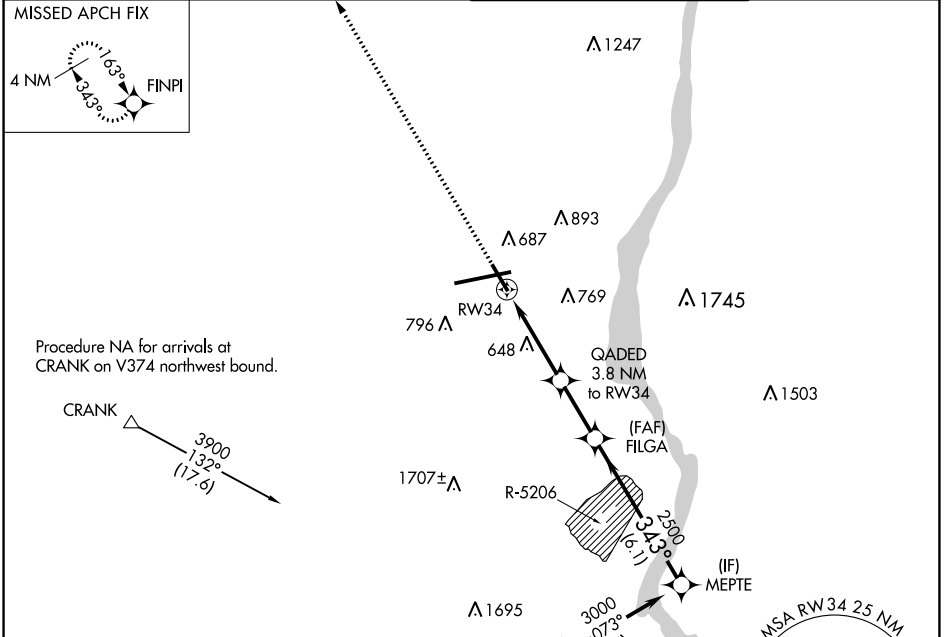 MISSED APCH FIX
4 NM
163°
343°
FINPI
1247
893
687
RW34
769
1745
796
648
QADED
3.8 NM
to RW34
Procedure NA for arrivals at
CRANK on V374 northwest bound.
1503
CRANK
(FAF)
FILGA
3900
132°
(17.6)
1707±
R-5206
2500
343°
(6.1)
(IF)
MEPTE
1695
3000
073°
MSA RW34 25 NM